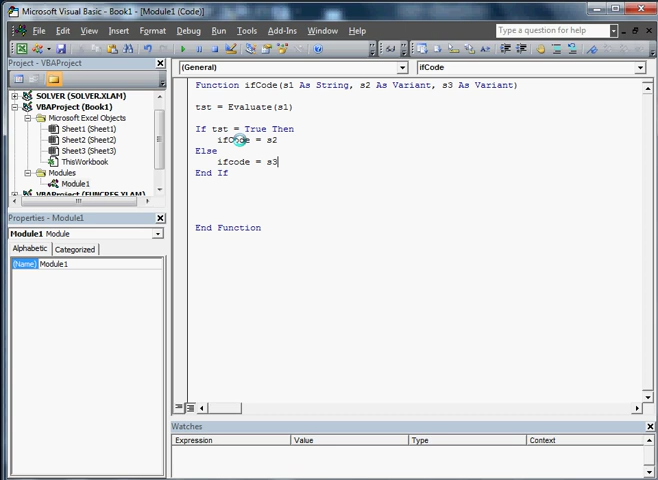 Microsoft Visual Basic - Book1 - [Module1 (Code)]
File Edit View Insert Format Debug Run Tools Add-Ins Window Help
Type a question for help
Project - VBAProject
(General)
ifCode
SOLVER (SOLVER.XLAM)
VBAProject (Book1)
Microsoft Excel Objects
Sheet1 (Sheet1)
Sheet2 (Sheet2)
Sheet3 (Sheet3)
ThisWorkbook
Modules
Module1
VBAProject (FUNCRES.XLAM)
Properties - Module1
Module1 Module
Alphabetic Categorized
(Name) Module1
Function ifCode(s1 As String, s2 As Variant, s3 As Variant)
tst = Evaluate(s1)
If tst = True Then
ifCode = s2
Else
ifcode = s3
End If
End Function
Watches
Expression Value Type Context